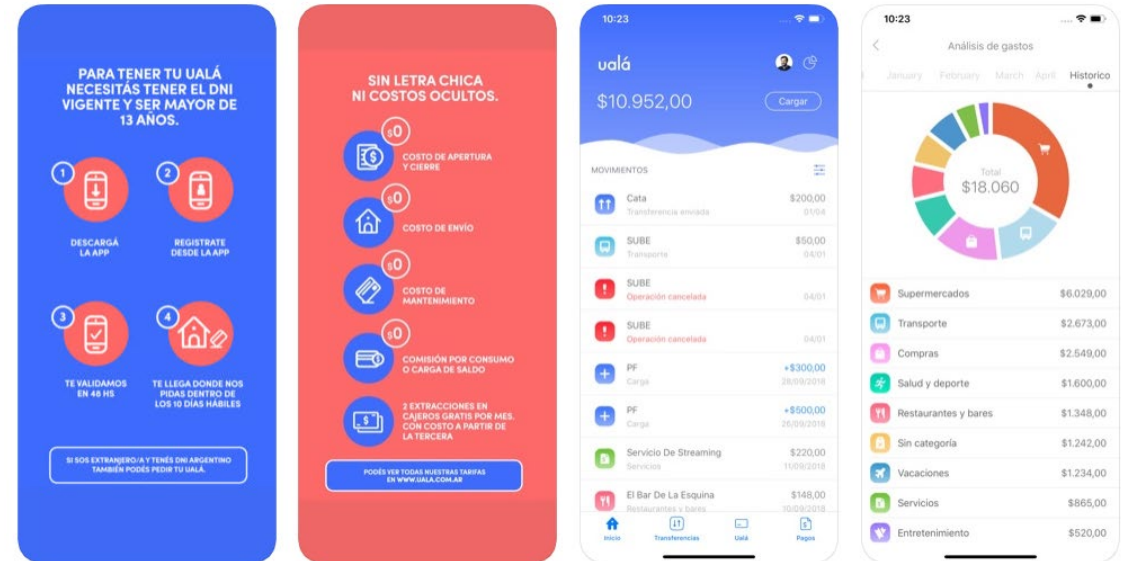 PARA TENER TU UALÁ
NECESITÁS TENER EL DNI
VIGENTE Y SER MAYOR DE
13 AÑOS.
1
2
DESCARGÁ
LA APP
REGISTRATE
DESDE LA APP
3
4
TE VALIDAMOS
EN 48 HS
TE LLEGA DONDE NOS
PIDAS DENTRO DE
LOS 10 DÍAS HÁBILES
SI SOS EXTRANJERO/A Y TENÉS DNI ARGENTINO
TAMBIÉN PODÉS PEDIR TU UALÁ.
SIN LETRA CHICA
NI COSTOS OCULTOS.
$0
COSTO DE APERTURA
Y CIERRE
$0
COSTO DE ENVÍO
$0
COSTO DE
MANTENIMIENTO
$0
COMISIÓN POR CONSUMO
O CARGA DE SALDO
2 EXTRACCIONES EN
CAJEROS GRATIS POR MES.
CON COSTO A PARTIR DE
LA TERCERA
PODÉS VER TODAS NUESTRAS TARIFAS
EN WWW.UALA.COM.AR
10:23
ualá
$10.952,00
Cargar
MOVIMIENTOS
Cata
$200,00
Transferencia enviada
01/04
SUBE
$50,00
Transporte
04/01
SUBE
Operación cancelada
04/01
SUBE
Operación cancelada
04/01
PF
+$300,00
Carga
28/09/2018
PF
+$500,00
Carga
26/09/2018
Servicio De Streaming
$220,00
Servicios
11/09/2018
El Bar De La Esquina
$148,00
Restaurantes y bares
10/09/2018
Inicio
Transferencias
Ualá
Pagos
10:23
Análisis de gastos
January
February
March
April
Historico
Total
$18.060
Supermercados
$6.029,00
Transporte
$2.673,00
Compras
$2.549,00
Salud y deporte
$1.600,00
Restaurantes y bares
$1.348,00
Sin categoría
$1.242,00
Vacaciones
$1.234,00
Servicios
$865,00
Entretenimiento
$520,00